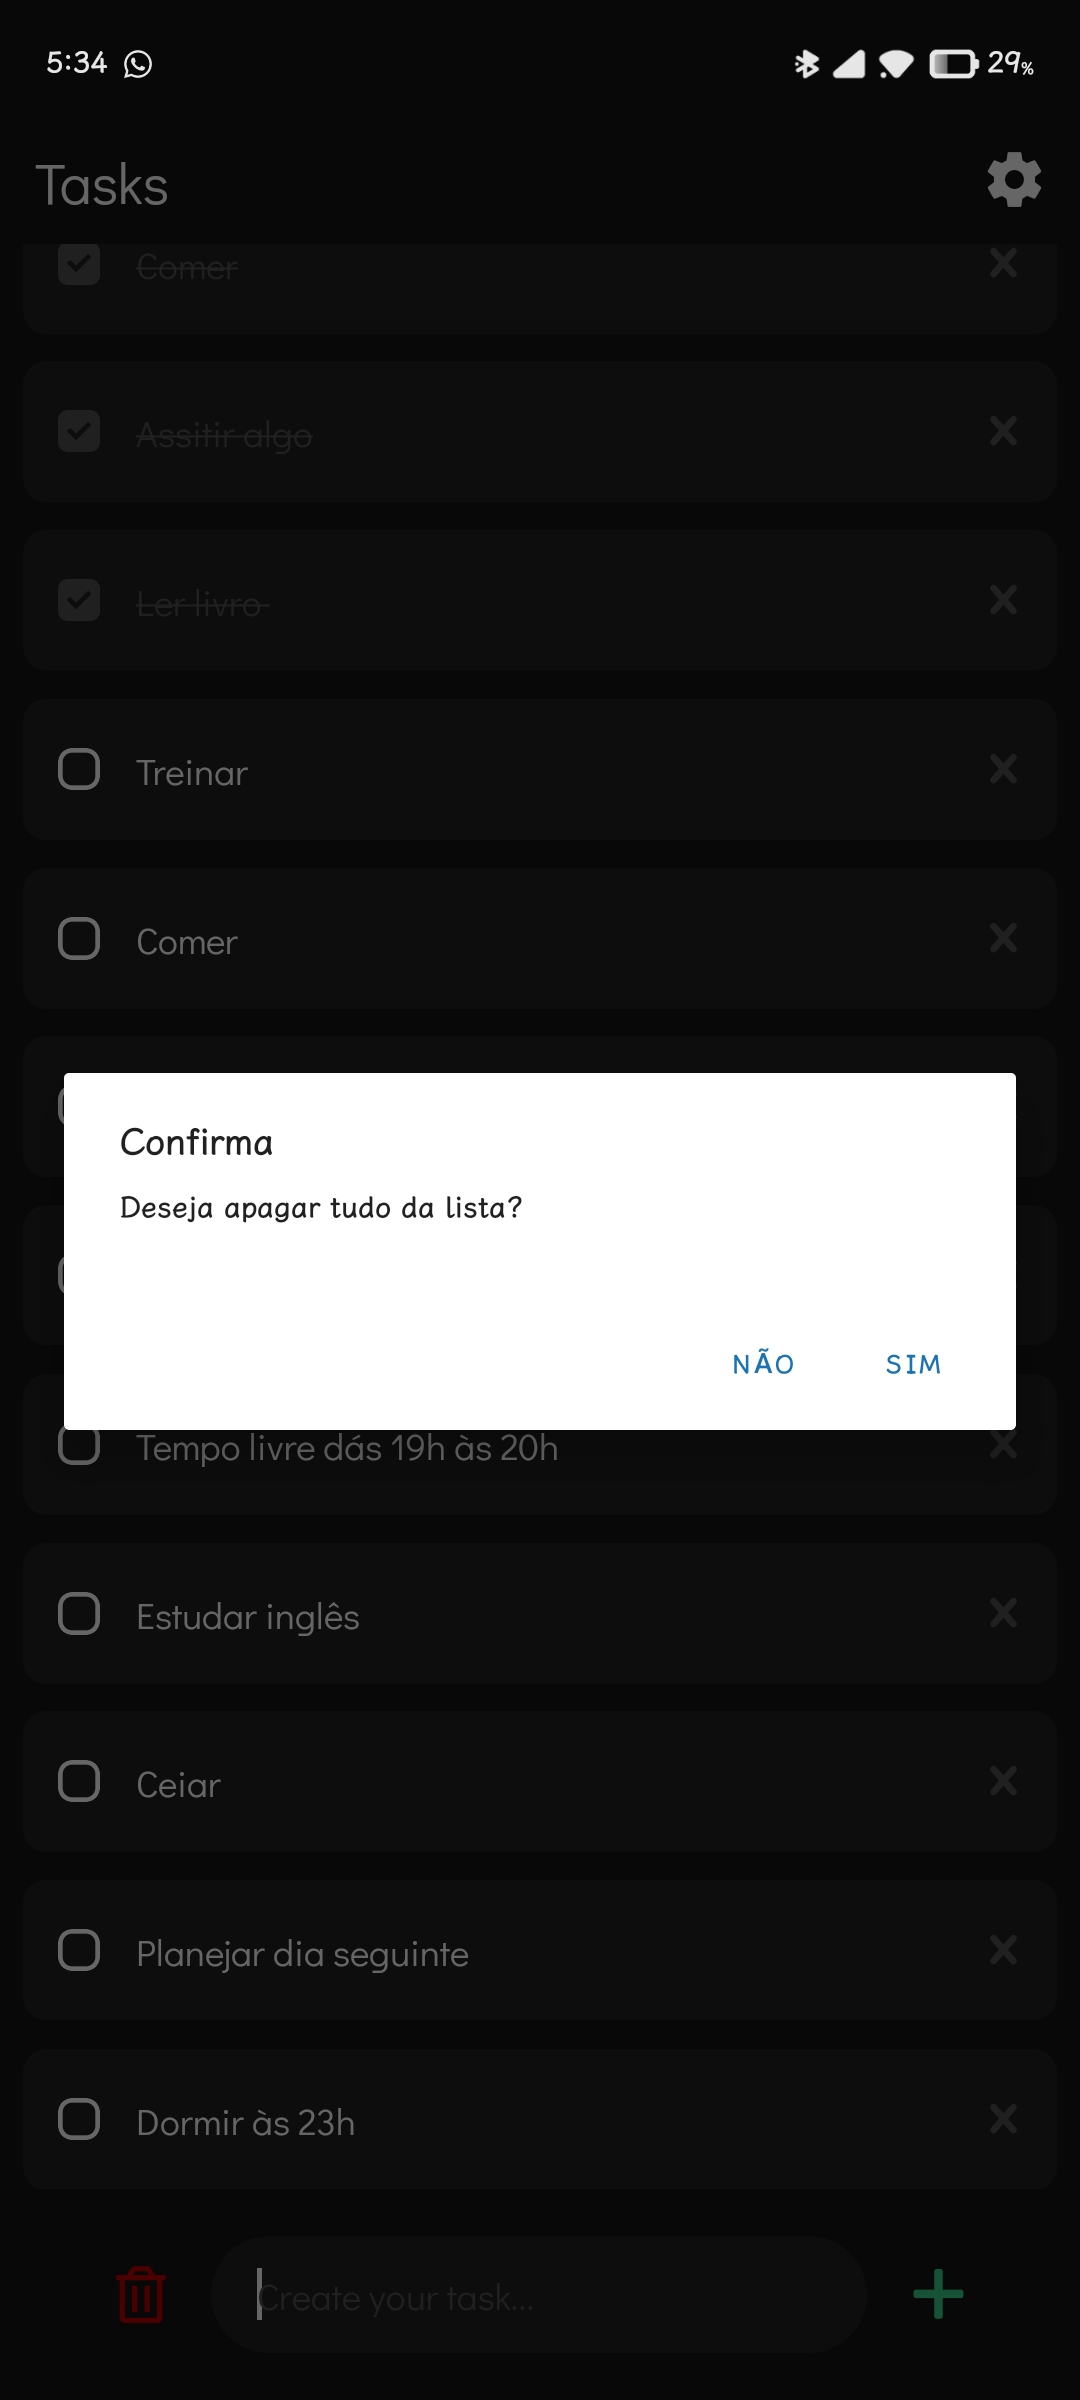 5:34
29%
Tasks
Comer
Assitir algo
Ler livro
Treinar
Comer
Confirma
Deseja apagar tudo da lista?
NÃO SIM
Tempo livre dás 19h às 20h
Estudar inglês
Ceiar
Planejar dia seguinte
Dormir às 23h
Create your task...